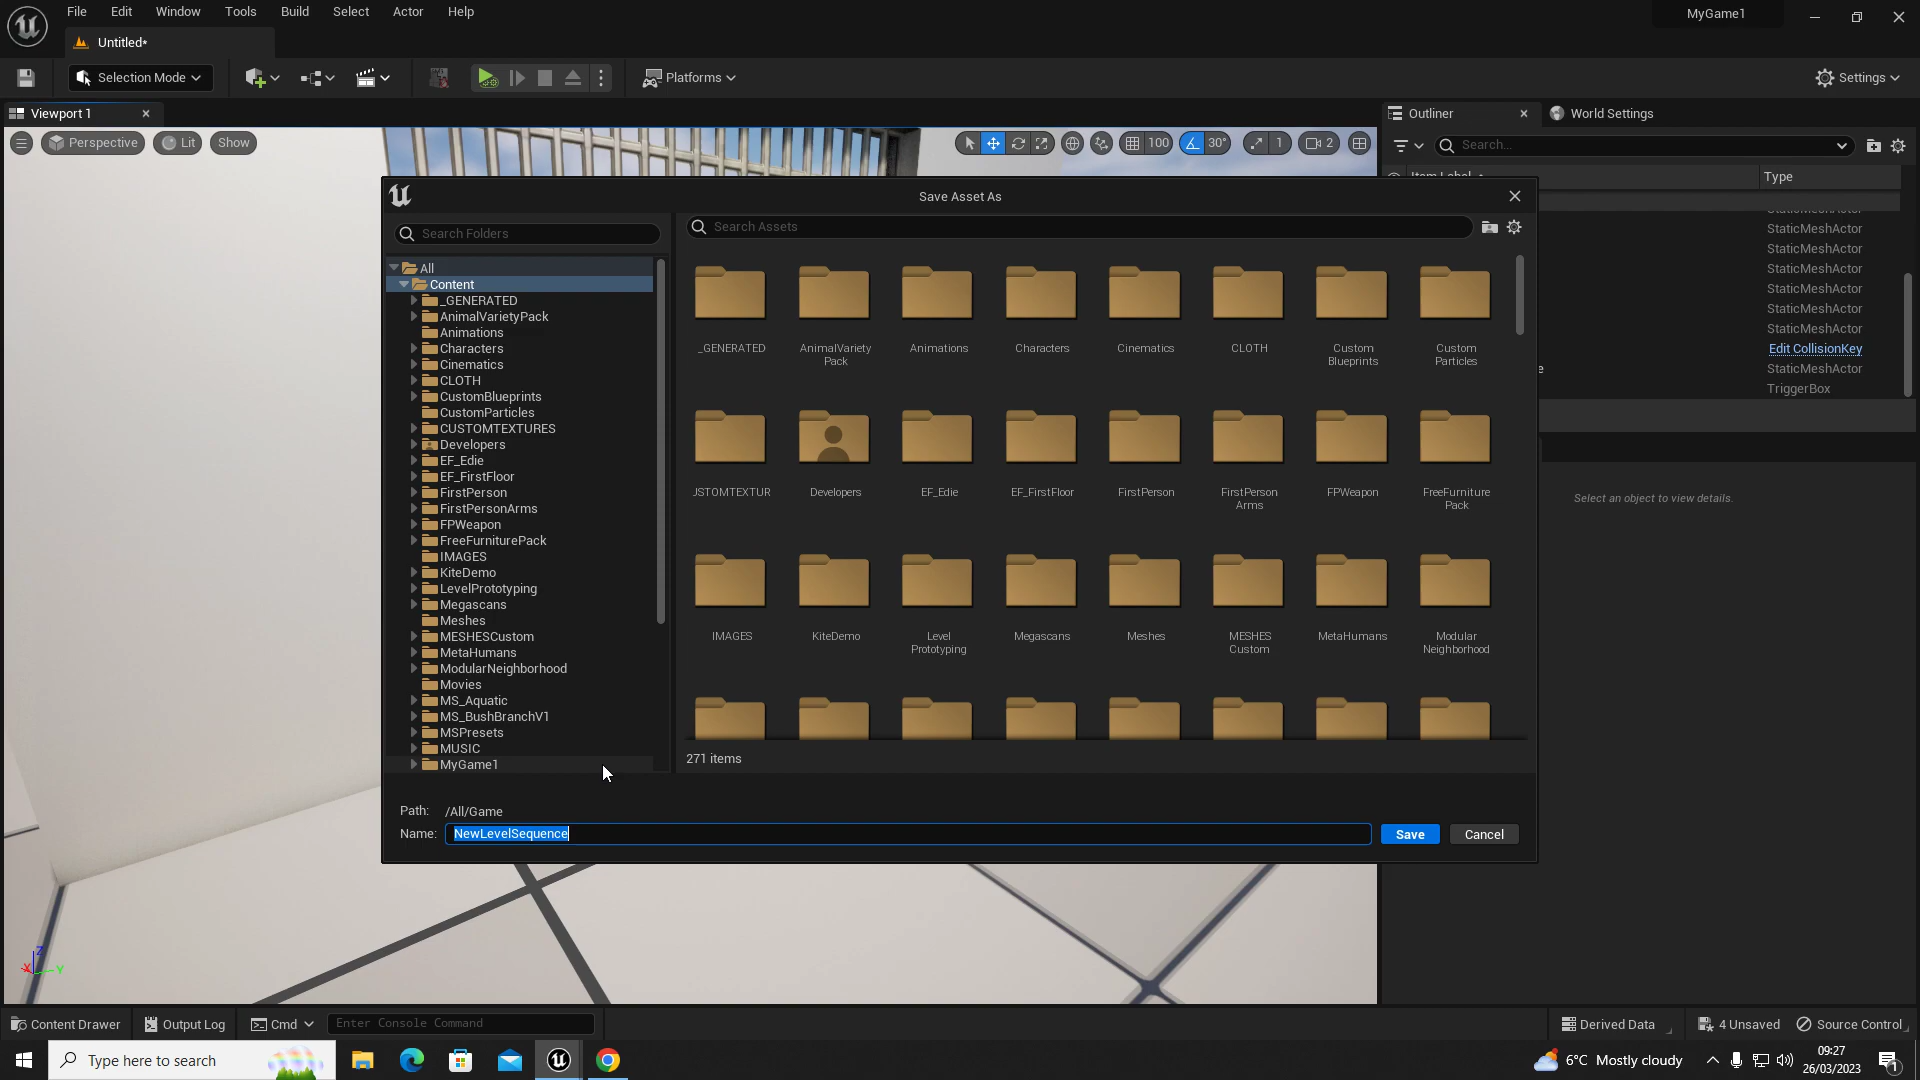 File Edit Window Tools Build Select Actor Help
MyGame1
Untitled*
Selection Mode
Platforms
Settings
Viewport 1
Outliner
World Settings
Perspective
Lit
Show
100
30°
1
2
Search...
Type
Save Asset As
Search Folders
Search Assets
All
Content
_GENERATED
AnimalVarietyPack
Animations
Characters
Cinematics
CLOTH
CustomBlueprints
CustomParticles
CUSTOMTEXTURES
Developers
EF_Edie
EF_FirstFloor
FirstPerson
FirstPersonArms
FPWeapon
FreeFurniturePack
IMAGES
KiteDemo
LevelPrototyping
Megascans
Meshes
MESHESCustom
MetaHumans
ModularNeighborhood
Movies
MS_Aquatic
MS_BushBranchV1
MSPresets
MUSIC
MyGame1
_GENERATED
AnimalVariety
Pack
Animations
Characters
Cinematics
CLOTH
Custom
Blueprints
Custom
Particles
JSTOMTEXTUR
Developers
EF_Edie
EF_FirstFloor
FirstPerson
FirstPerson
Arms
FPWeapon
FreeFurniture
Pack
IMAGES
KiteDemo
Level
Prototyping
Megascans
Meshes
MESHES
Custom
MetaHumans
Modular
Neighborhood
271 items
Path: /All/Game
Name: NewLevelSequence
Save
Cancel
StaticMeshActor
StaticMeshActor
StaticMeshActor
StaticMeshActor
StaticMeshActor
StaticMeshActor
Edit CollisionKey
e StaticMeshActor
TriggerBox
Select an object to view details.
Z
X
Y
Content Drawer
Output Log
Cmd
Enter Console Command
Derived Data
4 Unsaved
Source Control
Type here to search
6°C Mostly cloudy
09:27
26/03/2023
1